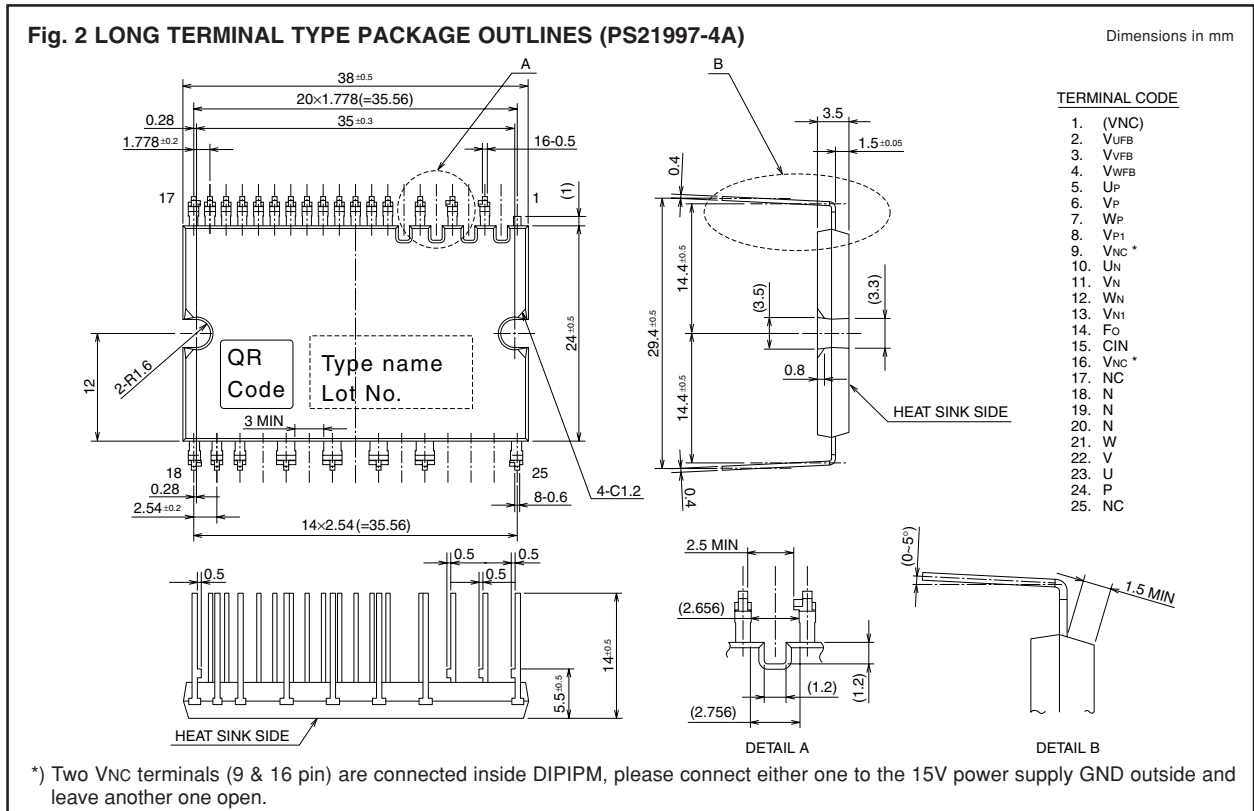 Fig. 2 LONG TERMINAL TYPE PACKAGE OUTLINES (PS21997-4A)
Dimensions in mm
A
38±0.5
20×1.778(=35.56)
0.28
35±0.3
1.778±0.2
16-0.5
17
1
(1)
2-R1.6
12
24±0.5
QR
Code
Type name
Lot No.
3 MIN
18
25
0.28
2.54±0.2
8-0.6
4-C1.2
14×2.54(=35.56)
B
3.5
1.5±0.05
0.4
14.4±0.5
29.4±0.5
(3.5)
(3.3)
14.4±0.5
0.8
HEAT SINK SIDE
0.4
TERMINAL CODE
1. (VNC)
2. VUFB
3. VVFB
4. VWFB
5. UP
6. VP
7. WP
8. VP1
9. VNC *
10. UN
11. VN
12. WN
13. VN1
14. FO
15. CIN
16. VNC *
17. NC
18. N
19. N
20. N
21. W
22. V
23. U
24. P
25. NC
0.5
0.5
0.5
0.5
14±0.5
5.5±0.5
HEAT SINK SIDE
2.5 MIN
(2.656)
(1.2)
(1.2)
(2.756)
DETAIL A
(0~5°)
1.5 MIN
DETAIL B
*) Two VNC terminals (9 & 16 pin) are connected inside DIPIPM, please connect either one to the 15V power supply GND outside and
leave another one open.